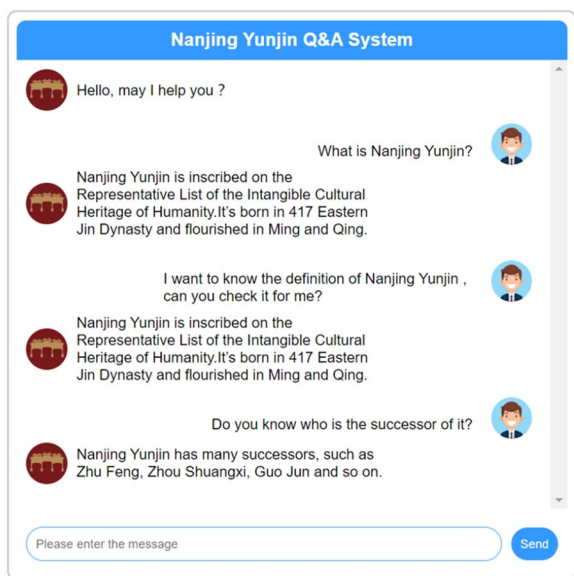 Nanjing Yunjin Q&A System
Hello, may I help you？
What is Nanjing Yunjin?
Nanjing Yunjin is inscribed on the
Representative List of the Intangible Cultural
Heritage of Humanity.It's born in 417 Eastern
Jin Dynasty and flourished in Ming and Qing.
I want to know the definition of Nanjing Yunjin ,
can you check it for me?
Nanjing Yunjin is inscribed on the
Representative List of the Intangible Cultural
Heritage of Humanity.It's born in 417 Eastern
Jin Dynasty and flourished in Ming and Qing.
Do you know who is the successor of it?
Nanjing Yunjin has many successors, such as
Zhu Feng, Zhou Shuangxi, Guo Jun and so on.
Please enter the message
Send